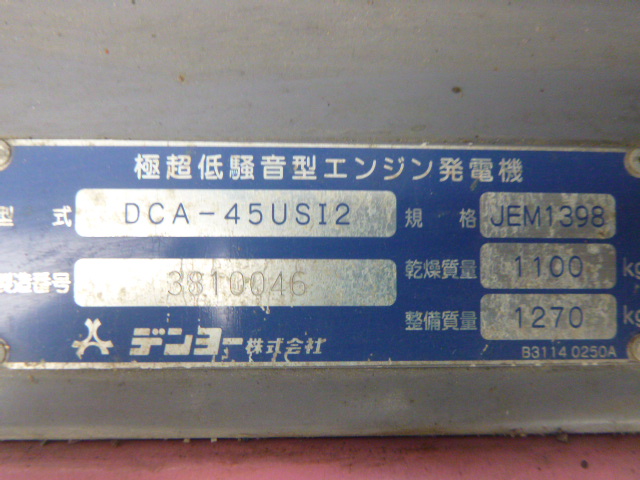 極超低騒音型エンジン発電機
型式 DCA-45USI2 規格 JEM1398
製造番号 3810046 乾燥質量 1100 kg
整備質量 1270 kg
デンヨー株式会社 B3114 0250A